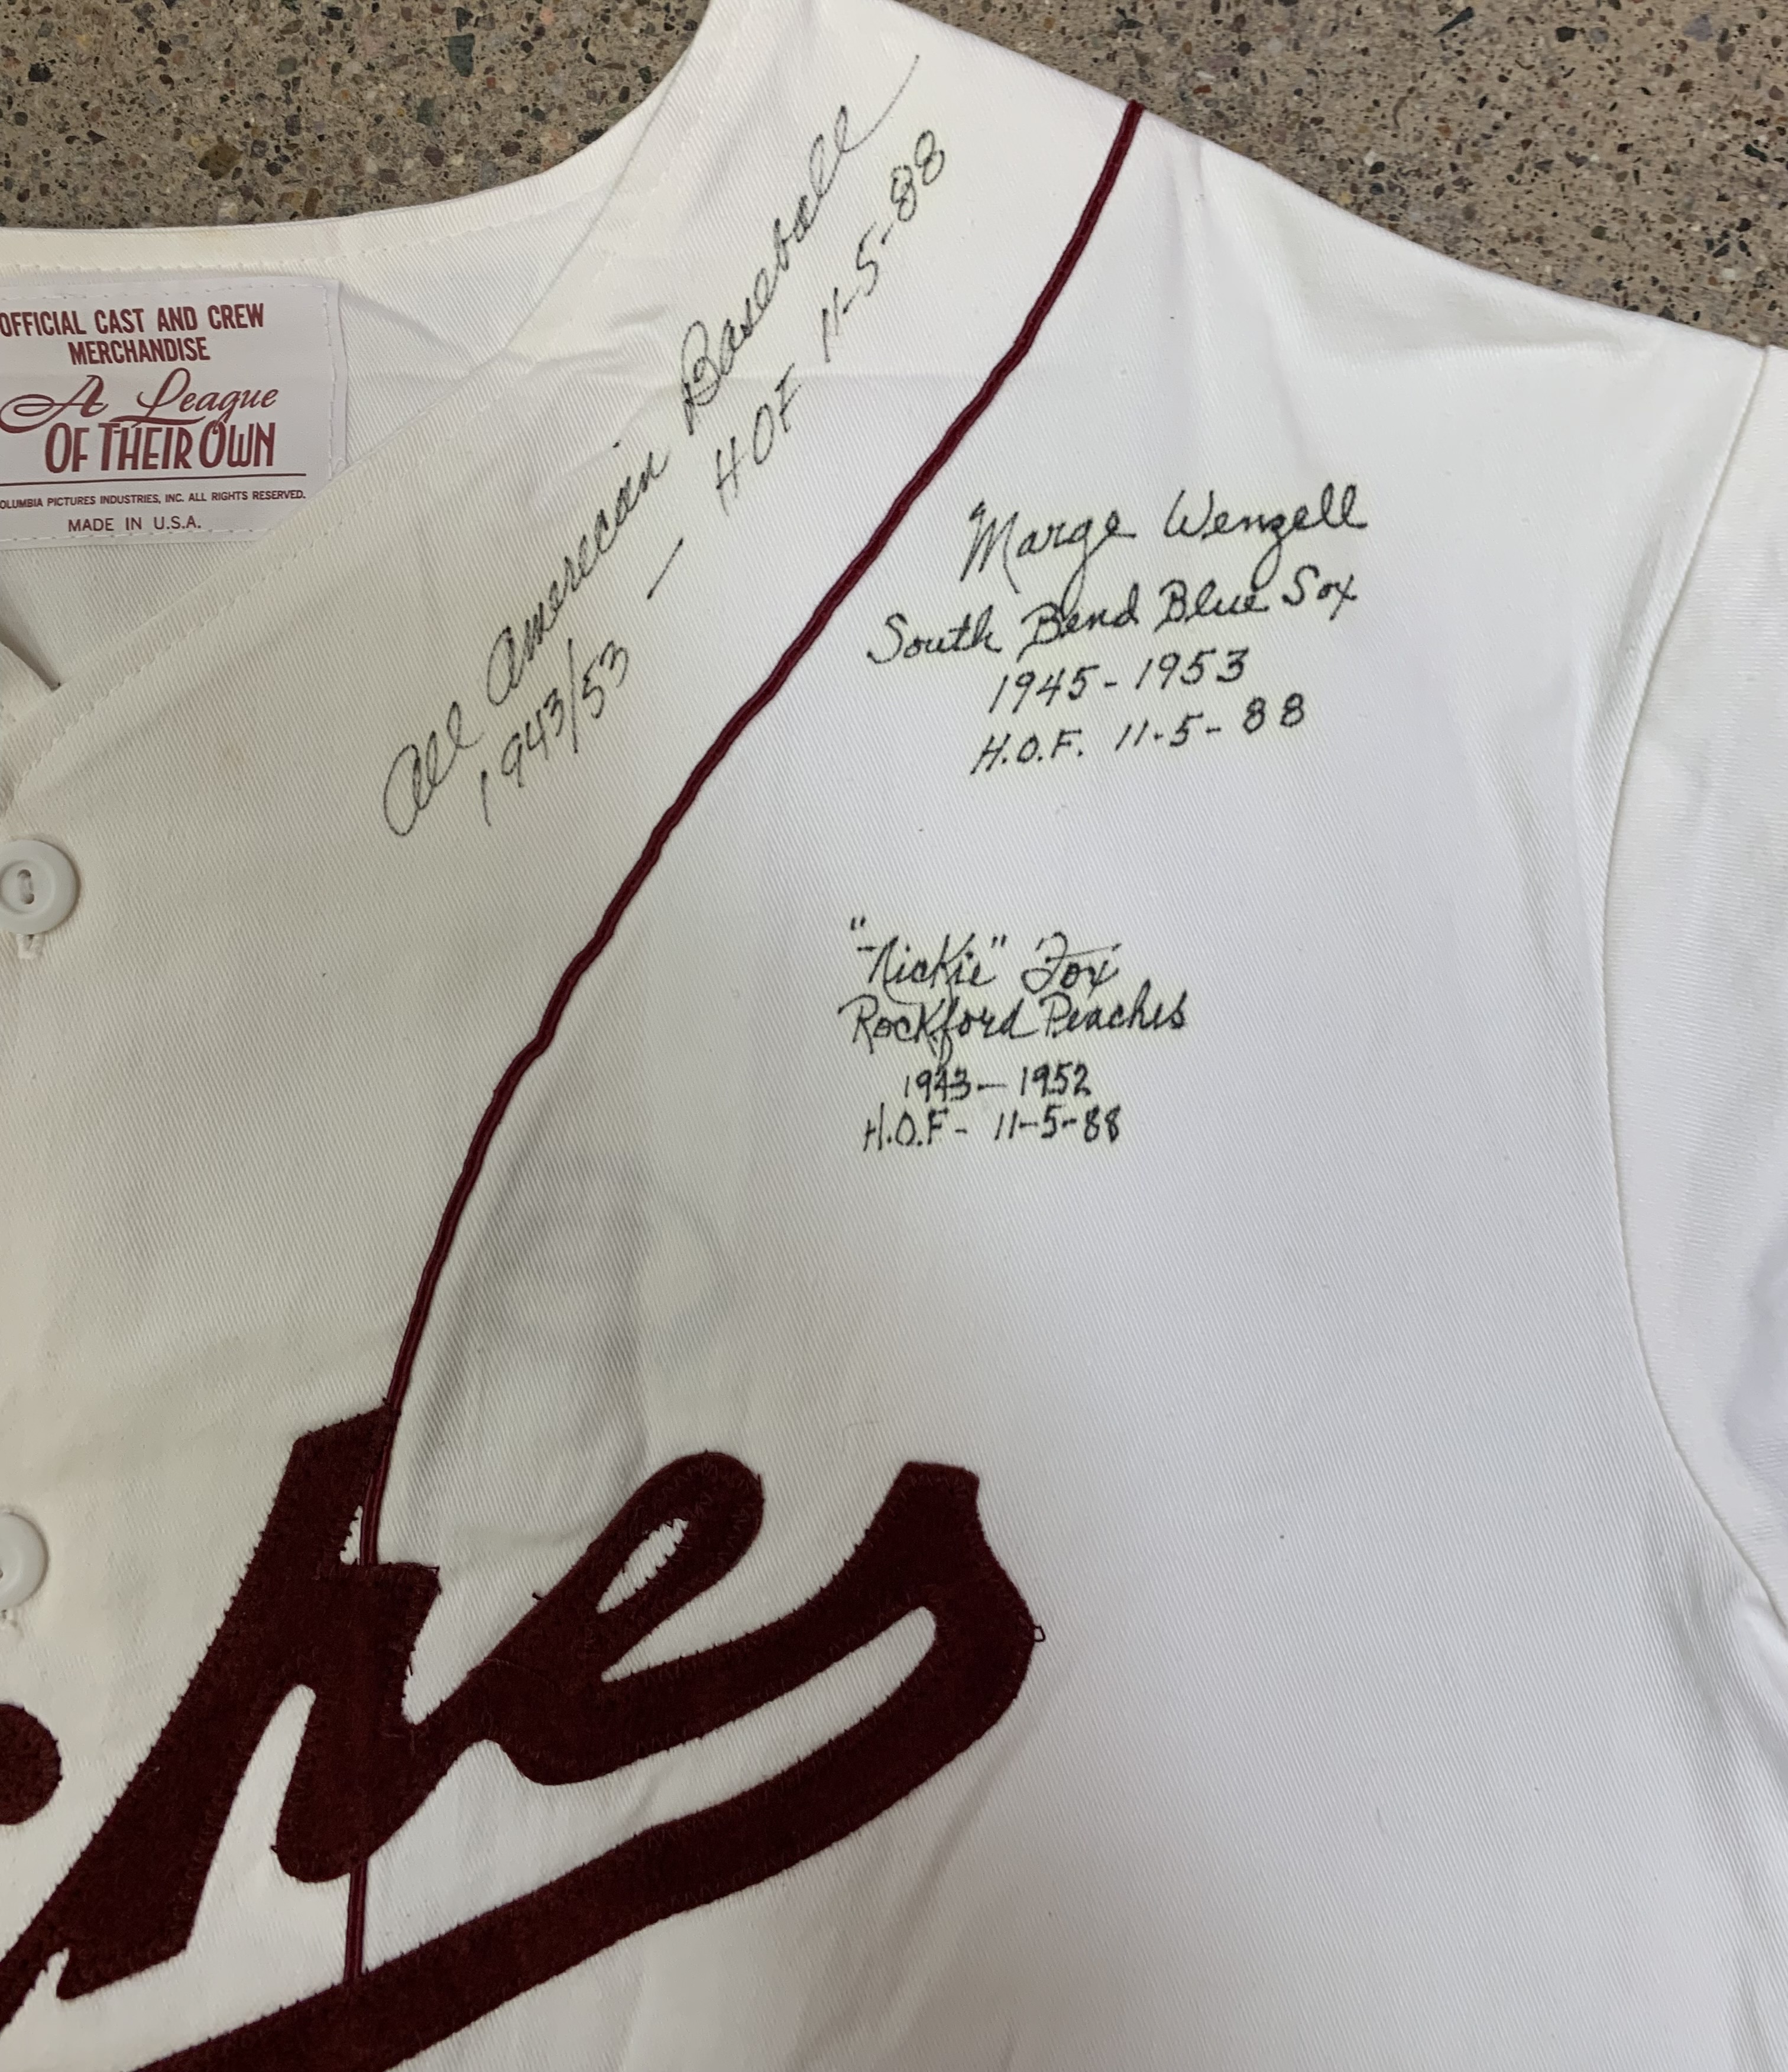 OFFICIAL CAST AND CREW
MERCHANDISE
A League
OF THEIR OWN
COLUMBIA PICTURES INDUSTRIES, INC. ALL RIGHTS RESERVED.
MADE IN U.S.A.
All American Baseball
1943/53 — HOF 11-5-88
Marge Wenzell
South Bend Blue Sox
1945-1953
H.O.F. 11-5-88
"Nickie" Fox
Rockford Peaches
1943-1952
H.O.F- 11-5-88
ches